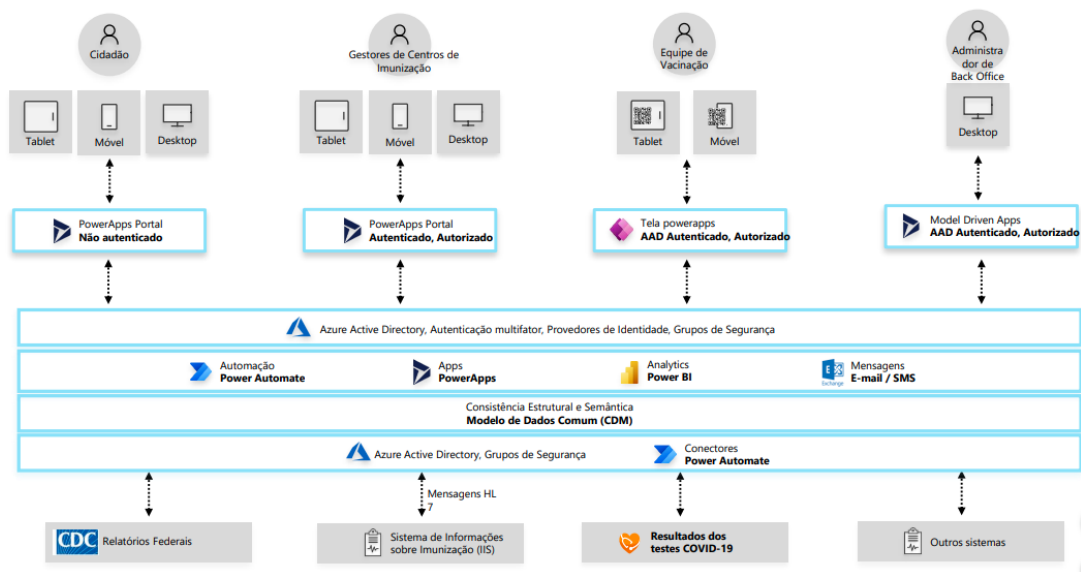 Cidadão
Gestores de Centros de
Imunização
Equipe de
Vacinação
Administra
dor de
Back Office
Tablet
Móvel
Desktop
Tablet
Móvel
Desktop
Tablet
Móvel
Desktop
PowerApps Portal
Não autenticado
PowerApps Portal
Autenticado, Autorizado
Tela powerapps
AAD Autenticado, Autorizado
Model Driven Apps
AAD Autenticado, Autorizado
Azure Active Directory, Autenticação multifator, Provedores de Identidade, Grupos de Segurança
Automação
Power Automate
Apps
PowerApps
Analytics
Power BI
Exchange
Mensagens
E-mail / SMS
Consistência Estrutural e Semântica
Modelo de Dados Comum (CDM)
Azure Active Directory, Grupos de Segurança
Conectores
Power Automate
Mensagens HL
7
CDC
Relatórios Federais
Sistema de Informações
sobre Imunização (IIS)
Resultados dos
testes COVID-19
Outros sistemas